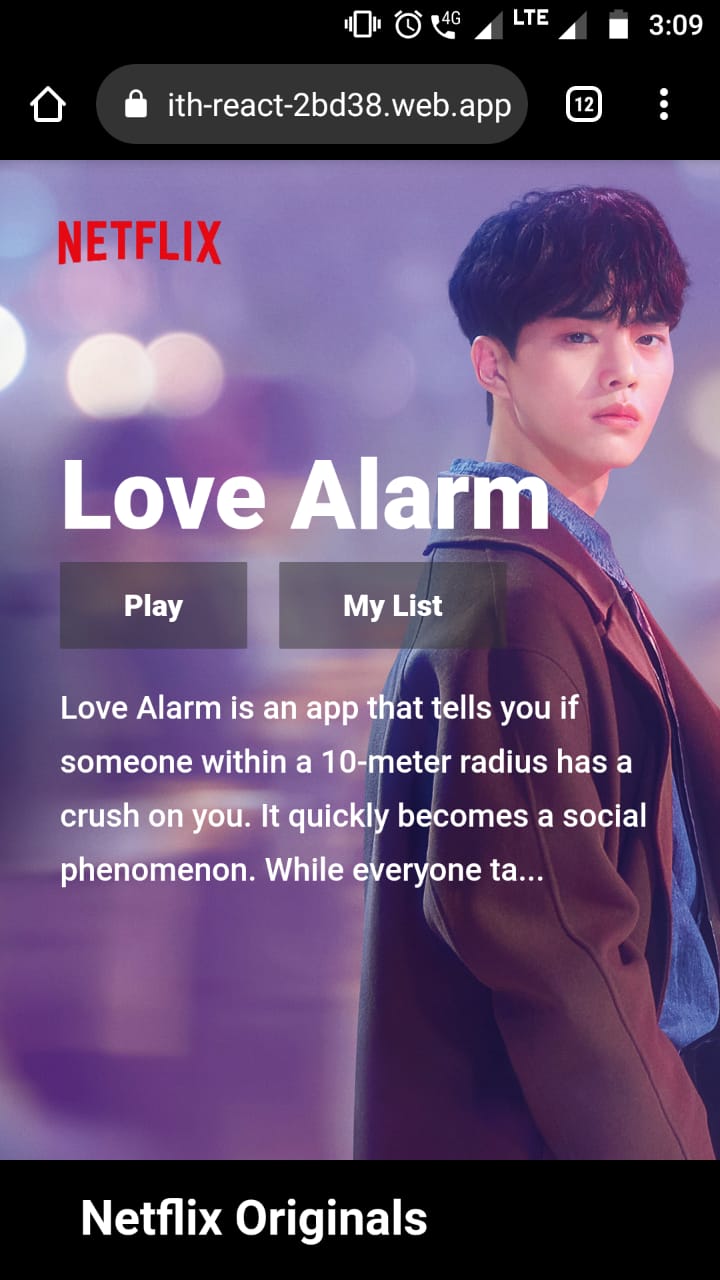 4G LTE 3:09
ith-react-2bd38.web.app 12
NETFLIX
Love Alarm
Play My List
Love Alarm is an app that tells you if
someone within a 10-meter radius has a
crush on you. It quickly becomes a social
phenomenon. While everyone ta...
Netflix Originals